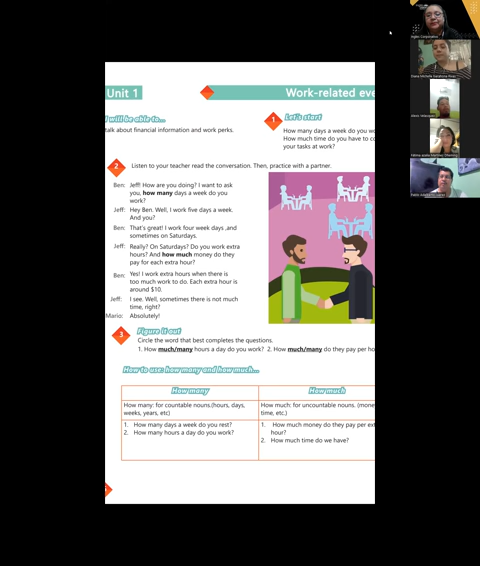 Unit 1
Work-related eve
I will be able to...
talk about financial information and work perks.
1
Let's start
How many days a week do you wo
How much time do you have to co
your tasks at work?
2
Listen to your teacher read the conversation. Then, practice with a partner.
Ben: Jeff! How are you doing? I want to ask
you, how many days a week do you
work?
Jeff: Hey Ben. Well, I work five days a week.
And you?
Ben: That's great! I work four week days ,and
sometimes on Saturdays.
Jeff: Really? On Saturdays? Do you work extra
hours? And how much money do they
pay for each extra hour?
Ben: Yes! I work extra hours when there is
too much work to do. Each extra hour is
around $10.
Jeff: I see. Well, sometimes there is not much
time, right?
Mario: Absolutely!
3
Figure it out
Circle the word that best completes the questions.
1. How much/many hours a day do you work? 2. How much/many do they pay per ho
How to use: how many and how much...
How many
How much
How many: for countable nouns.(hours, days,
weeks, years, etc)
How much: for uncountable nouns. (mone
time, etc.)
1. How many days a week do you rest?
2. How many hours a day do you work?
1. How much money do they pay per ext
hour?
2. How much time do we have?